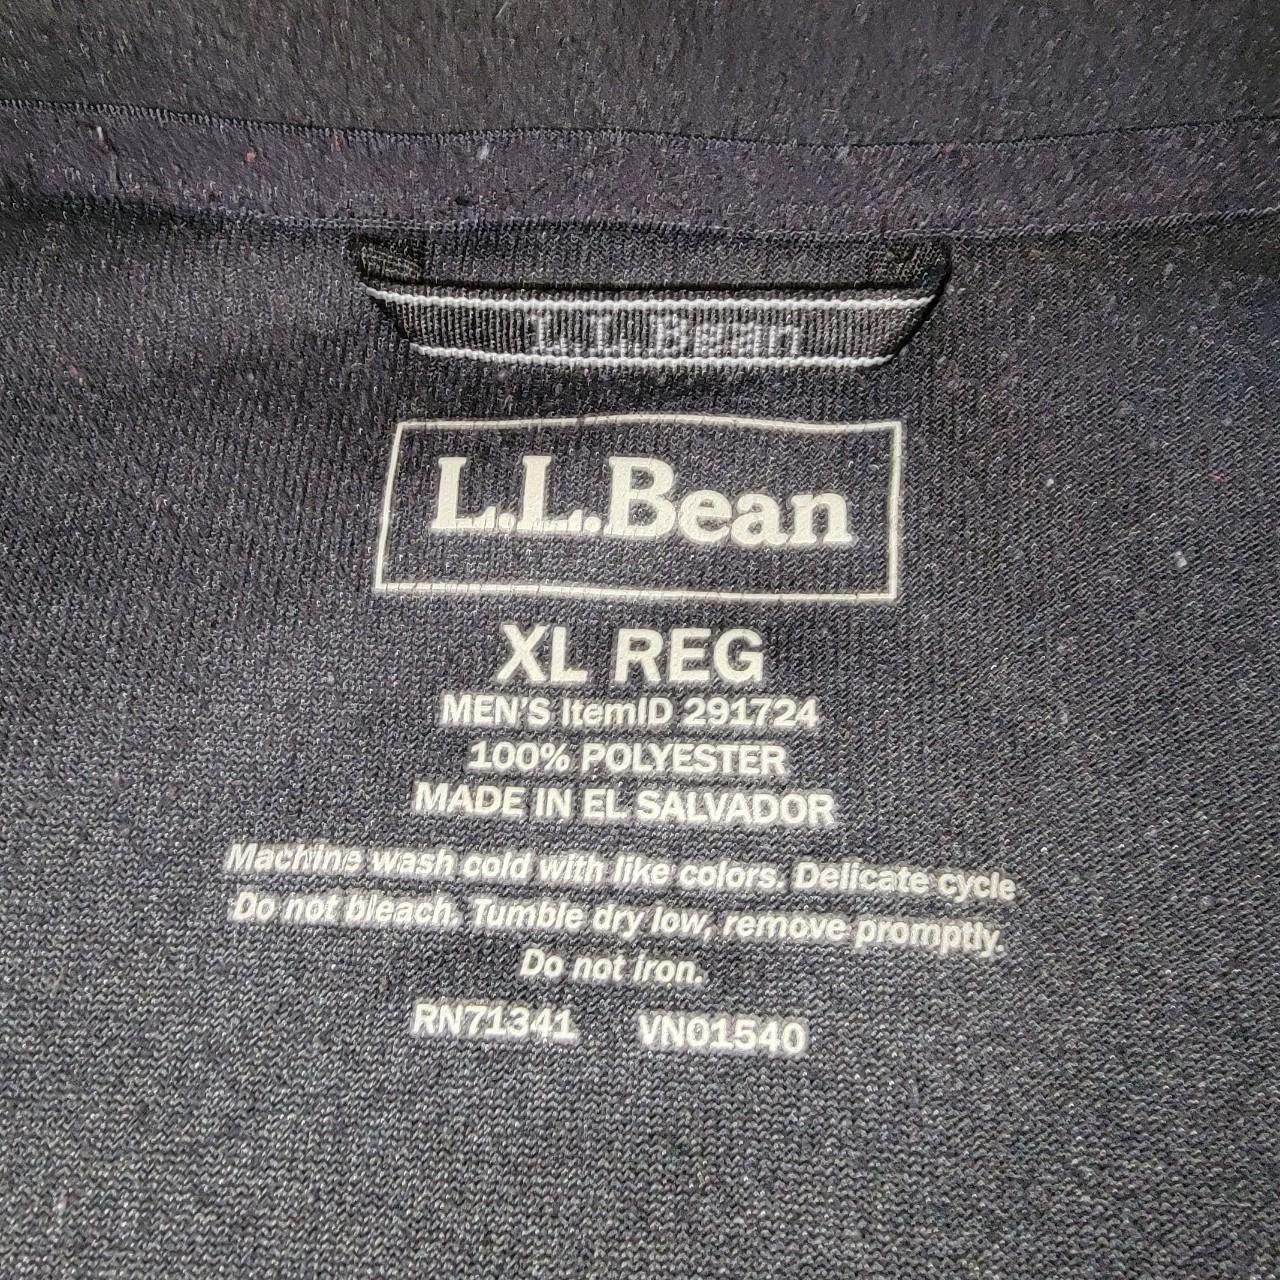 L.L.Bean
L.L.Bean
XL REG
MEN'S ItemID 291724
100% POLYESTER
MADE IN EL SALVADOR
Machine wash cold with like colors. Delicate cycle
Do not bleach. Tumble dry low, remove promptly.
Do not iron.
RN71341 VN01540